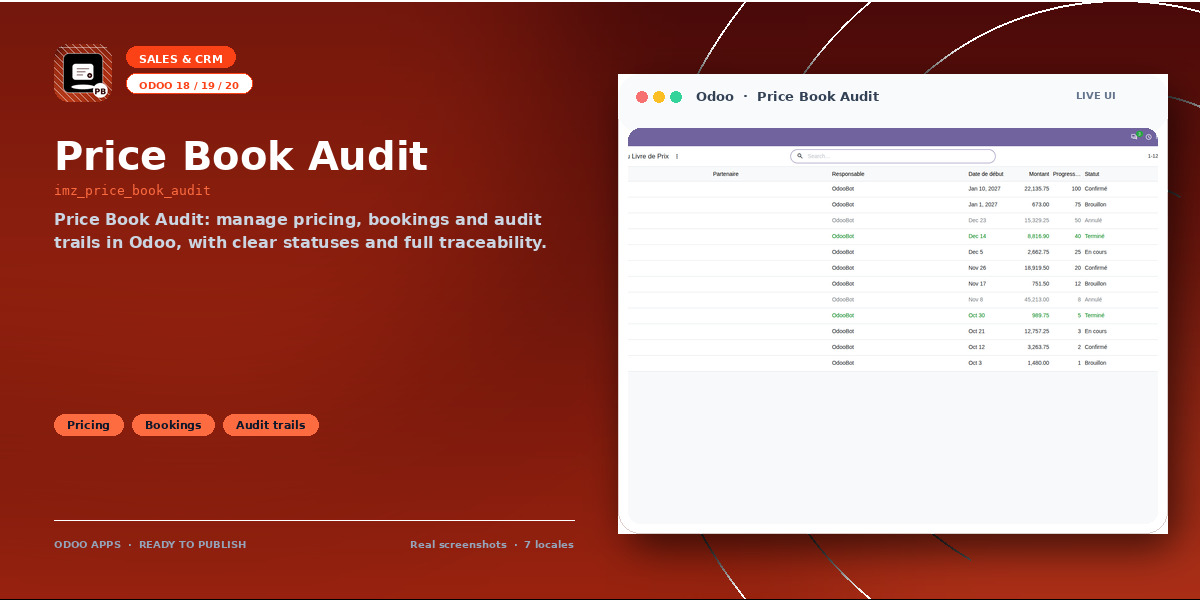 PB
SALES & CRM
ODOO 18 / 19 / 20
Price Book Audit
imz_price_book_audit
Price Book Audit: manage pricing, bookings and audit
trails in Odoo, with clear statuses and full traceability.
Pricing Bookings Audit trails
ODOO APPS · READY TO PUBLISH
Real screenshots · 7 locales
Odoo · Price Book Audit
LIVE UI
Livre de Prix
Search...
1-12
Partenaire Responsable Date de début Montant Progress... Statut
OdooBot Jan 10, 2027 22,135.75 100 Confirmé
OdooBot Jan 1, 2027 673.00 75 Brouillon
OdooBot Dec 23 15,329.25 50 Annulé
OdooBot Dec 14 8,816.90 40 Terminé
OdooBot Dec 5 2,662.75 25 En cours
OdooBot Nov 26 18,919.50 20 Confirmé
OdooBot Nov 17 751.50 12 Brouillon
OdooBot Nov 8 45,213.00 8 Annulé
OdooBot Oct 30 989.75 5 Terminé
OdooBot Oct 21 12,757.25 3 En cours
OdooBot Oct 12 3,263.75 2 Confirmé
OdooBot Oct 3 1,480.00 1 Brouillon